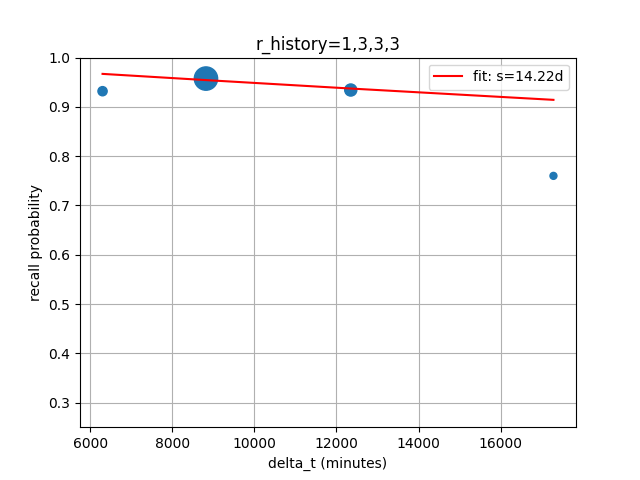 r_history=1,3,3,3
fit: s=14.22d
1.0
0.9
0.8
0.7
0.6
0.5
0.4
0.3
recall probability
6000 8000 10000 12000 14000 16000
delta_t (minutes)